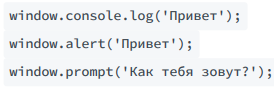 window.console.log('Привет');
window.alert('Привет');
window.prompt('Как тебя зовут?');